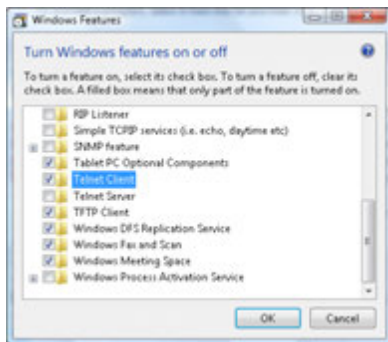 Windows Features
Turn Windows features on or off
To turn a feature on, select its check box. To turn a feature off, clear its
check box. A filled box means that only part of the feature is turned on.
RIP Listener
Simple TCPIP services (i.e. echo, daytime etc)
SNMP feature
Tablet PC Optional Components
Telnet Client
Telnet Server
TFTP Client
Windows DFS Replication Service
Windows Fax and Scan
Windows Meeting Space
Windows Process Activation Service
OK
Cancel